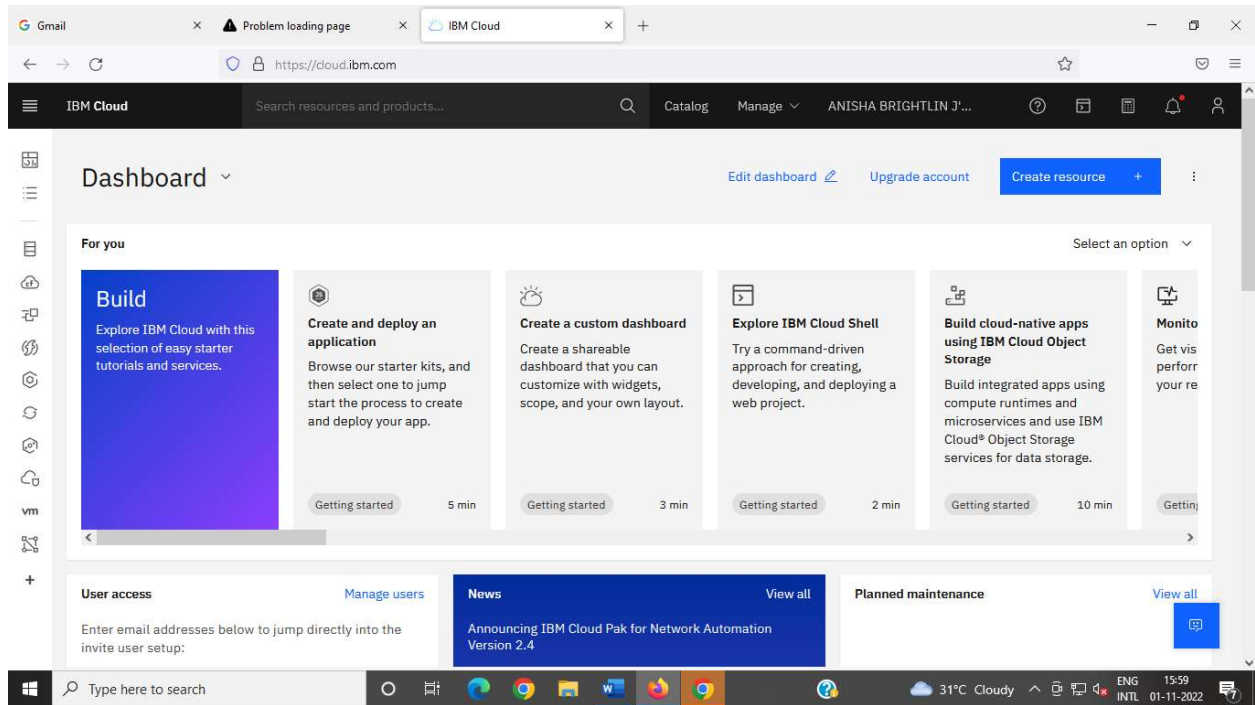 Gmail
Problem loading page
IBM Cloud
https://cloud.ibm.com
IBM Cloud
Search resources and products...
Catalog
Manage
ANISHA BRIGHTLIN J'...
Dashboard
Edit dashboard
Upgrade account
Create resource +
For you
Select an option
Build
Explore IBM Cloud with this
selection of easy starter
tutorials and services.
Create and deploy an
application
Browse our starter kits, and
then select one to jump
start the process to create
and deploy your app.
Getting started
5 min
Create a custom dashboard
Create a shareable
dashboard that you can
customize with widgets,
scope, and your own layout.
Getting started
3 min
Explore IBM Cloud Shell
Try a command-driven
approach for creating,
developing, and deploying a
web project.
Getting started
2 min
Build cloud-native apps
using IBM Cloud Object
Storage
Build integrated apps using
compute runtimes and
microservices and use IBM
Cloud® Object Storage
services for data storage.
Getting started
10 min
Monito
Get vis
perforr
your re
Getting
vm
User access
Manage users
Enter email addresses below to jump directly into the
invite user setup:
News
View all
Announcing IBM Cloud Pak for Network Automation
Version 2.4
Planned maintenance
View all
Type here to search
31°C Cloudy
ENG
INTL
15:59
01-11-2022
7